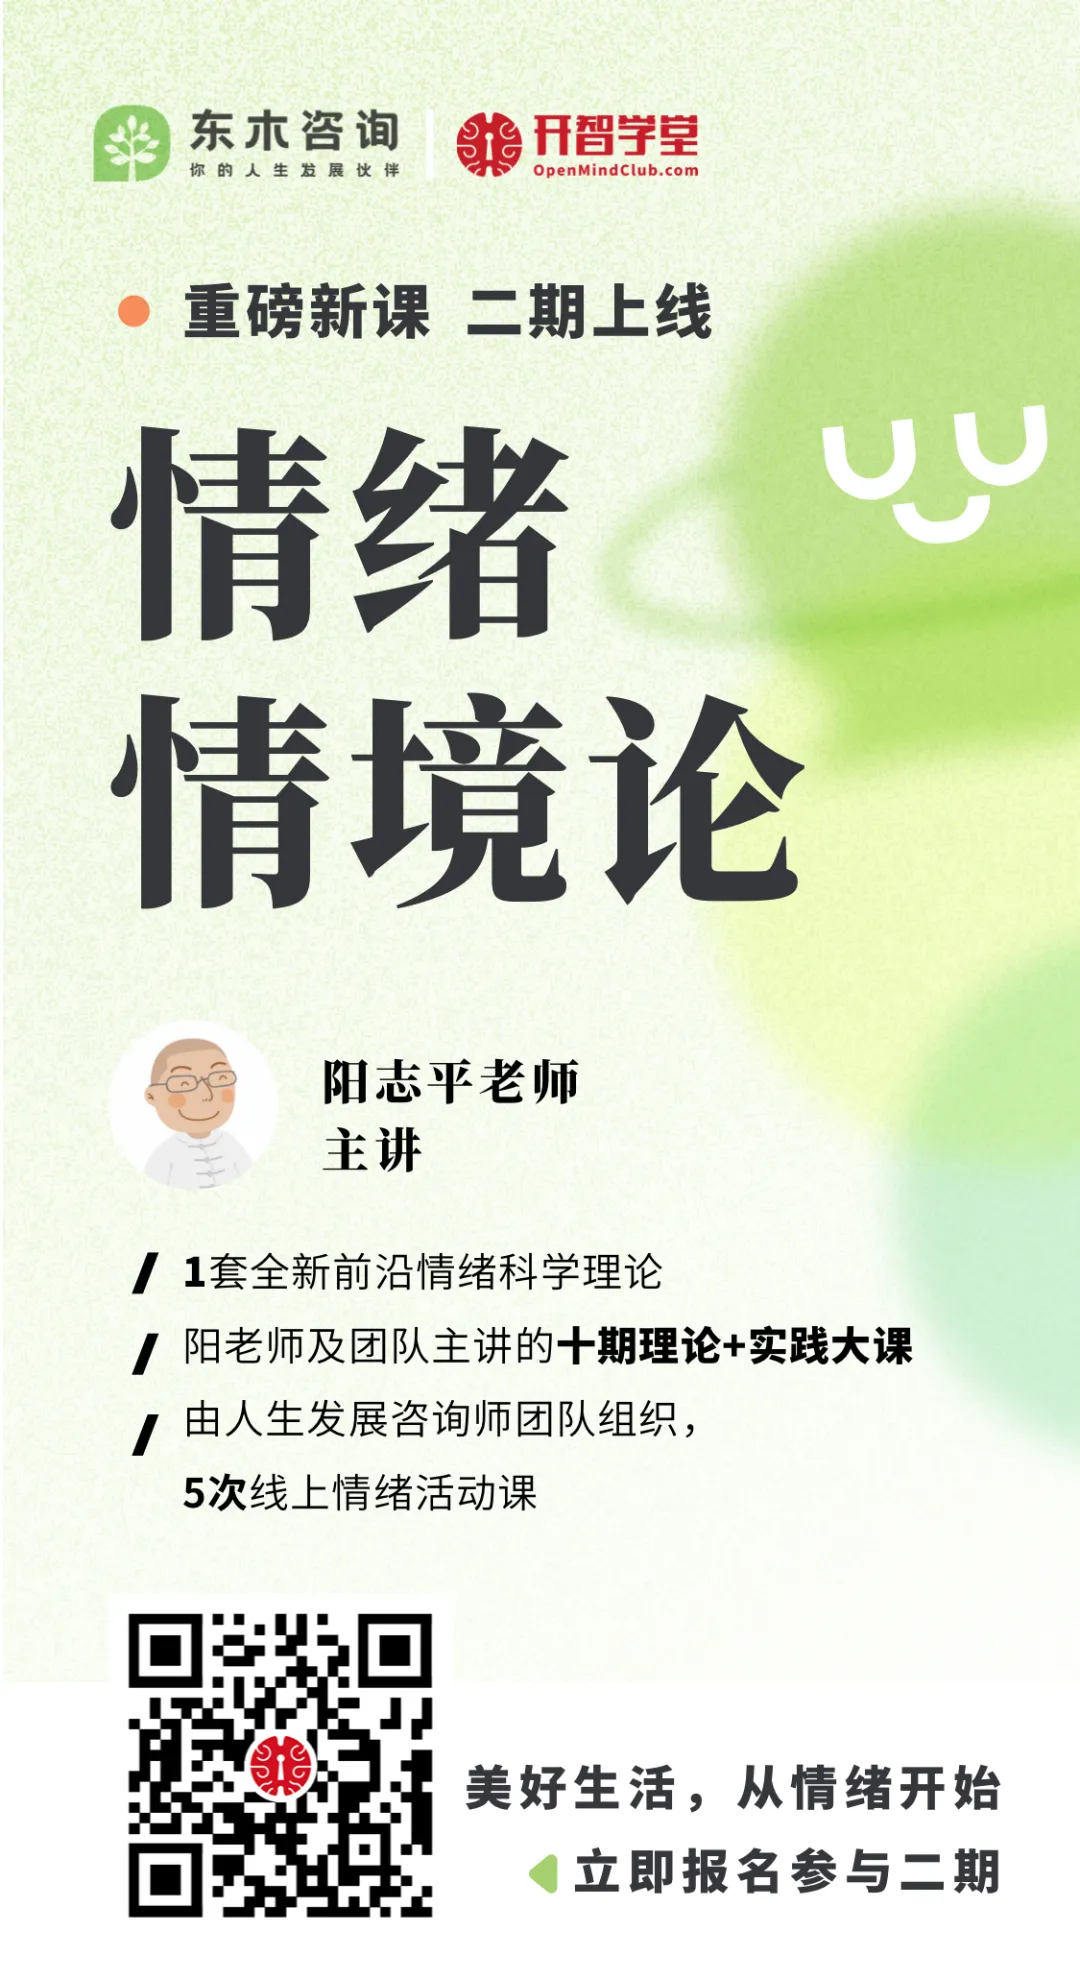 东木咨询
你的人生发展伙伴
开智学堂
OpenMindClub.com
重磅新课 二期上线
情绪
情境论
阳志平老师
主讲
1套全新前沿情绪科学理论
阳老师及团队主讲的十期理论+实践大课
由人生发展咨询师团队组织，
5次线上情绪活动课
美好生活，从情绪开始
立即报名参与二期